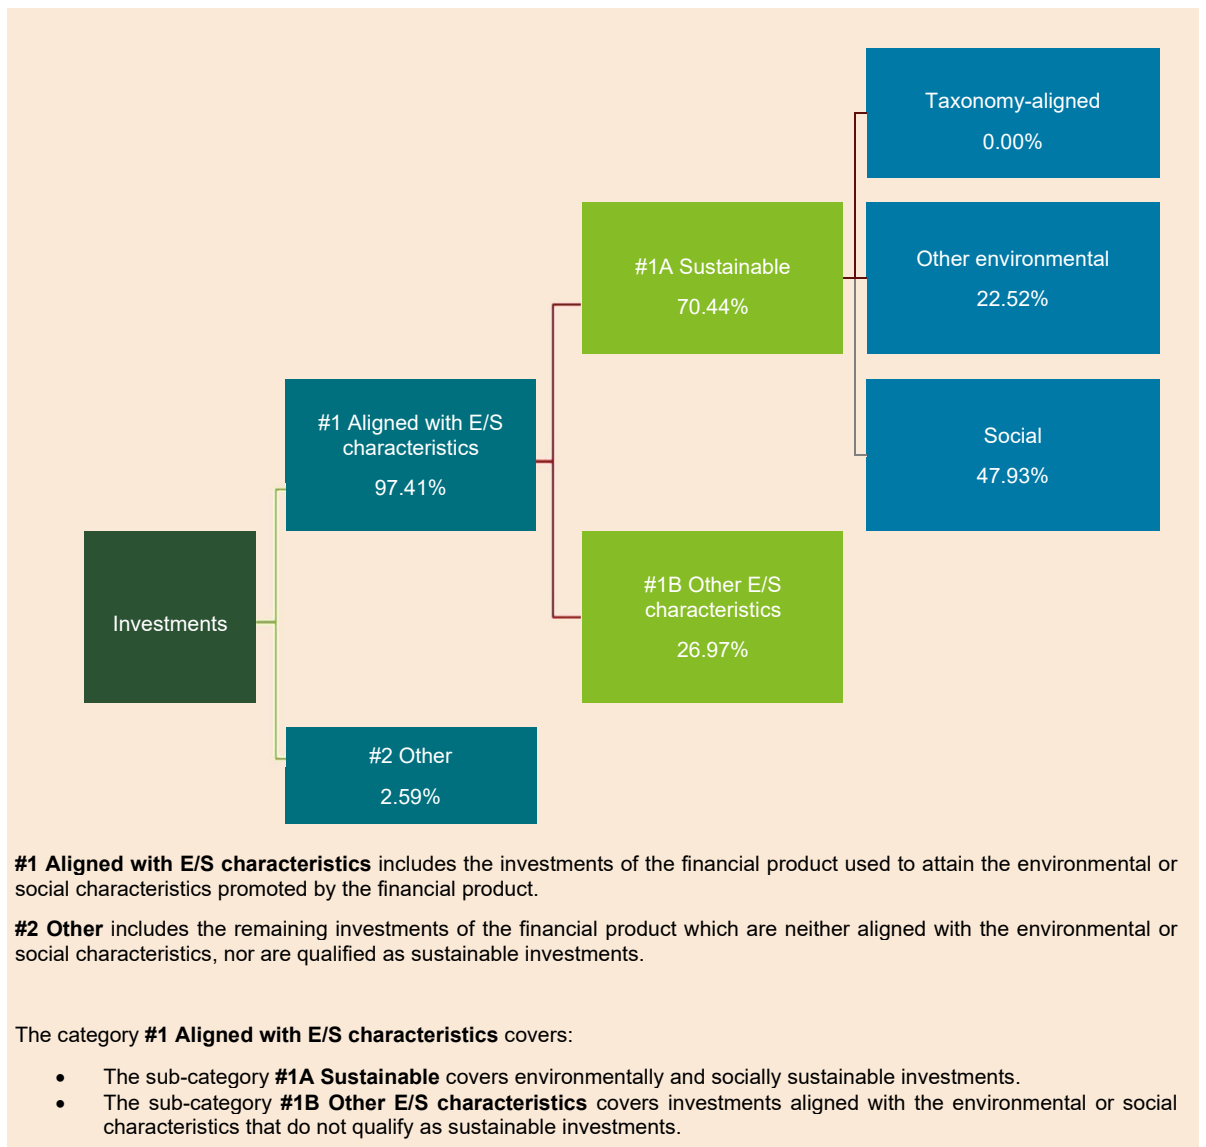 Taxonomy-aligned
0.00%
#1A Sustainable
70.44%
Other environmental
22.52%
#1 Aligned with E/S
characteristics
97.41%
Social
47.93%
Investments
#1B Other E/S
characteristics
26.97%
#2 Other
2.59%
#1 Aligned with E/S characteristics includes the investments of the financial product used to attain the environmental or
social characteristics promoted by the financial product.
#2 Other includes the remaining investments of the financial product which are neither aligned with the environmental or
social characteristics, nor are qualified as sustainable investments.
The category #1 Aligned with E/S characteristics covers:
• The sub-category #1A Sustainable covers environmentally and socially sustainable investments.
• The sub-category #1B Other E/S characteristics covers investments aligned with the environmental or social
characteristics that do not qualify as sustainable investments.